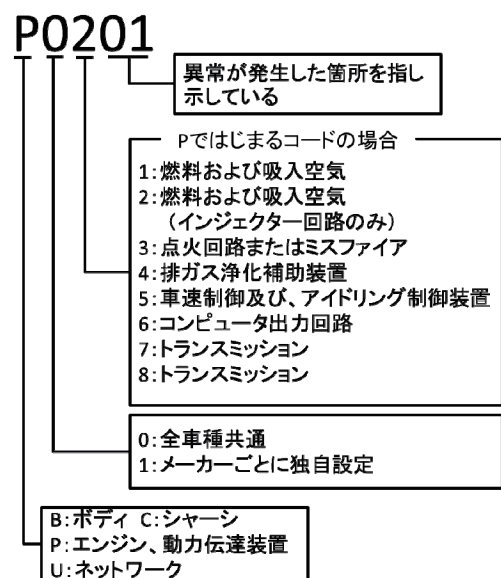 P0201
異常が発生した箇所を指し
示している
Pではじまるコードの場合
1:燃料および吸入空気
2:燃料および吸入空気
(インジェクター回路のみ)
3:点火回路またはミスファイア
4:排ガス浄化補助装置
5:車速制御及び、アイドリング制御装置
6:コンピュータ出力回路
7:トランスミッション
8:トランスミッション
0:全車種共通
1:メーカーごとに独自設定
B:ボディ C:シャーシ
P:エンジン、動力伝達装置
U:ネットワーク